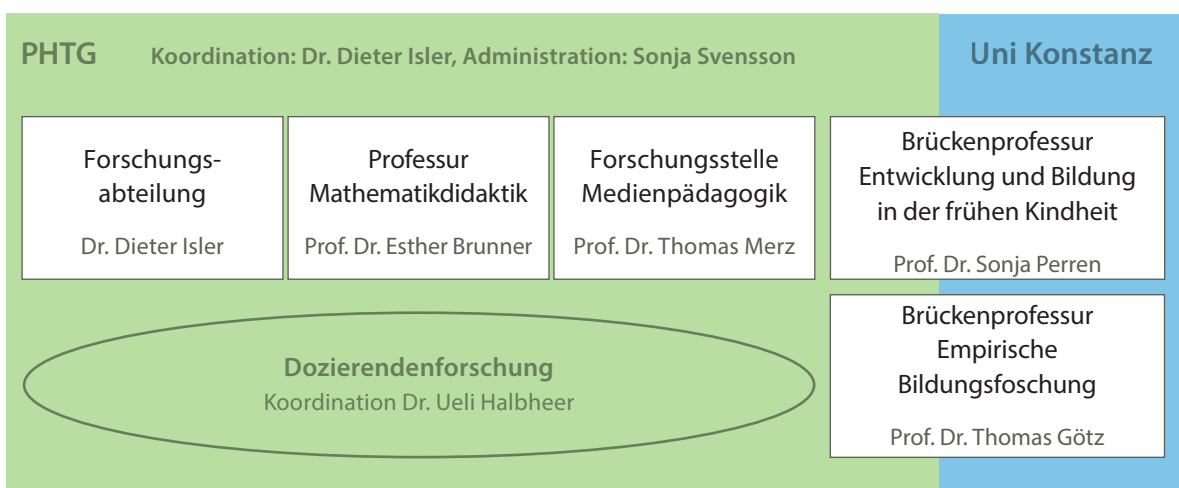 PHTG
Koordination: Dr. Dieter Isler, Administration: Sonja Svensson
Uni Konstanz
Forschungs-
abteilung
Dr. Dieter Isler
Professur
Mathematikdidaktik
Prof. Dr. Esther Brunner
Forschungsstelle
Medienpädagogik
Prof. Dr. Thomas Merz
Brückenprofessur
Entwicklung und Bildung
in der frühen Kindheit
Prof. Dr. Sonja Perren
Dozierendenforschung
Koordination Dr. Ueli Halbheer
Brückenprofessur
Empirische
Bildungsfoschung
Prof. Dr. Thomas Götz